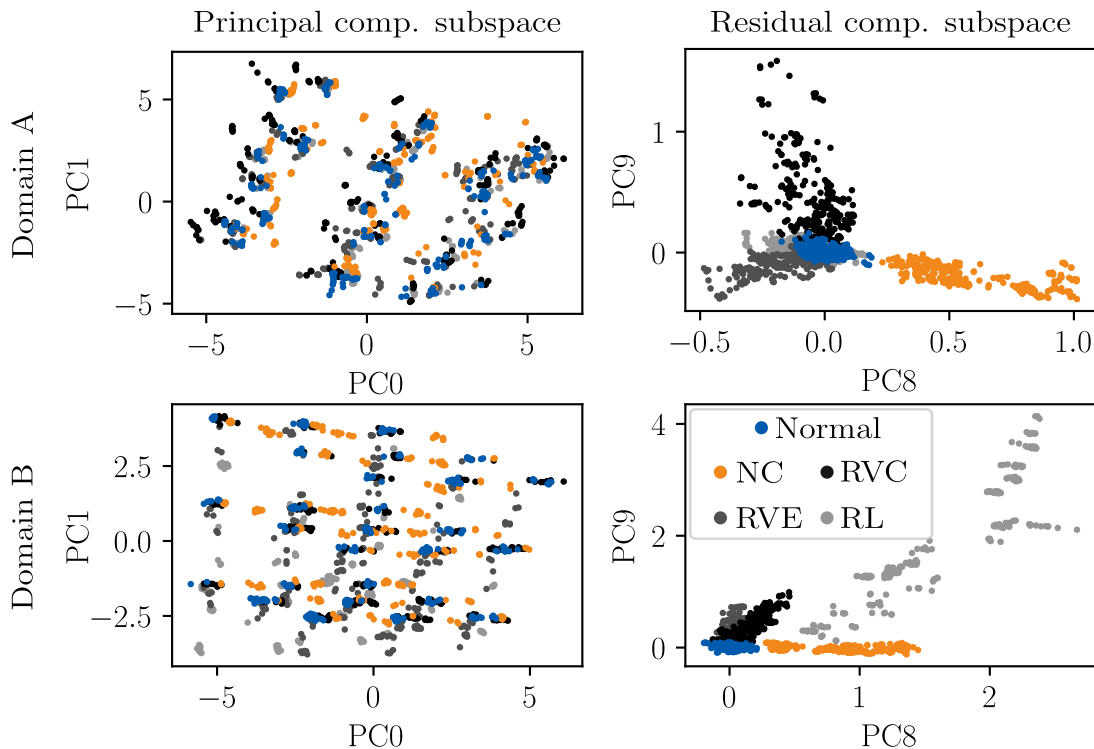 Principal comp. subspace
Residual comp. subspace
Domain A
PC1
5
0
−5
−5
0
5
PC0
PC9
1
0
−0.5
0.0
0.5
1.0
PC8
Domain B
PC1
2.5
0.0
−2.5
−5
0
5
PC0
PC9
4
2
0
0
1
2
PC8
Normal
NC
RVC
RVE
RL